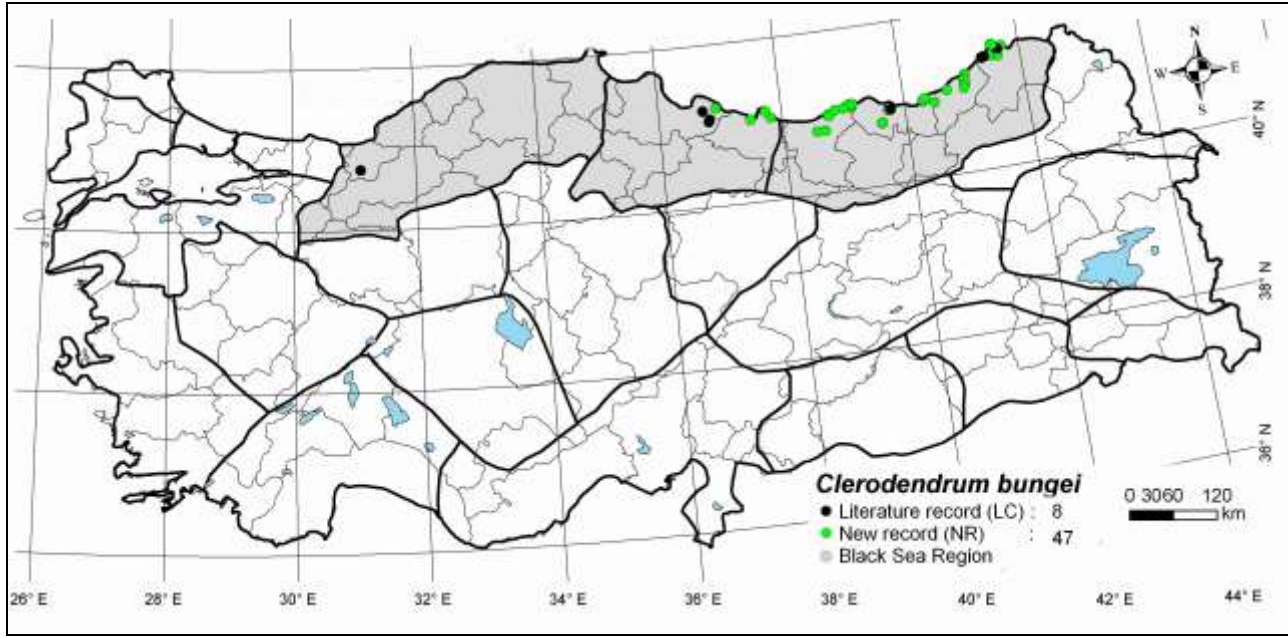 N
W E
S
40° N
38° N
36° N
Clerodendrum bungei
Literature record (LC) : 8
New record (NR) : 47
Black Sea Region
0 3060 120
km
26° E 28° E 30° E 32° E 34° E 36° E 38° E 40° E 42° E 44° E